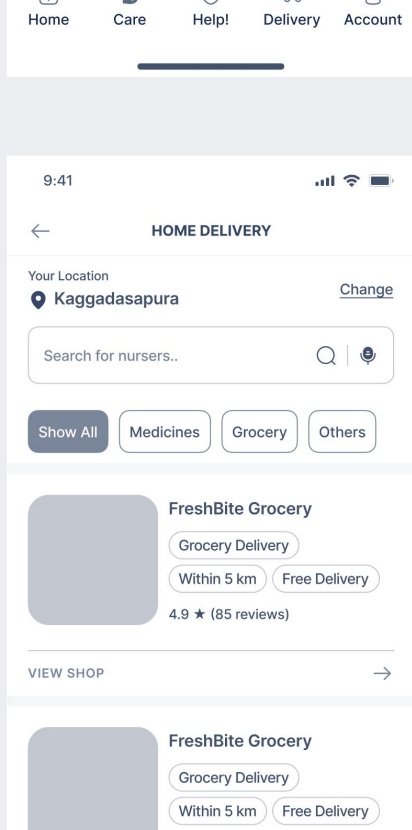 Home Care Help! Delivery Account
9:41
HOME DELIVERY
Your Location
Kaggadasapura
Change
Search for nursers..
Show All Medicines Grocery Others
FreshBite Grocery
Grocery Delivery
Within 5 km Free Delivery
4.9 ★ (85 reviews)
VIEW SHOP
FreshBite Grocery
Grocery Delivery
Within 5 km Free Delivery